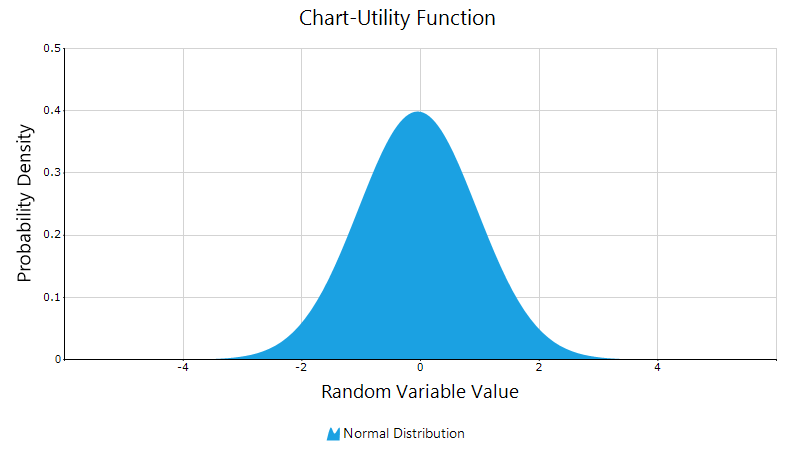 Chart-Utility Function
Probability Density
0.5
0.4
0.3
0.2
0.1
0
-4 -2 0 2 4
Random Variable Value
Normal Distribution